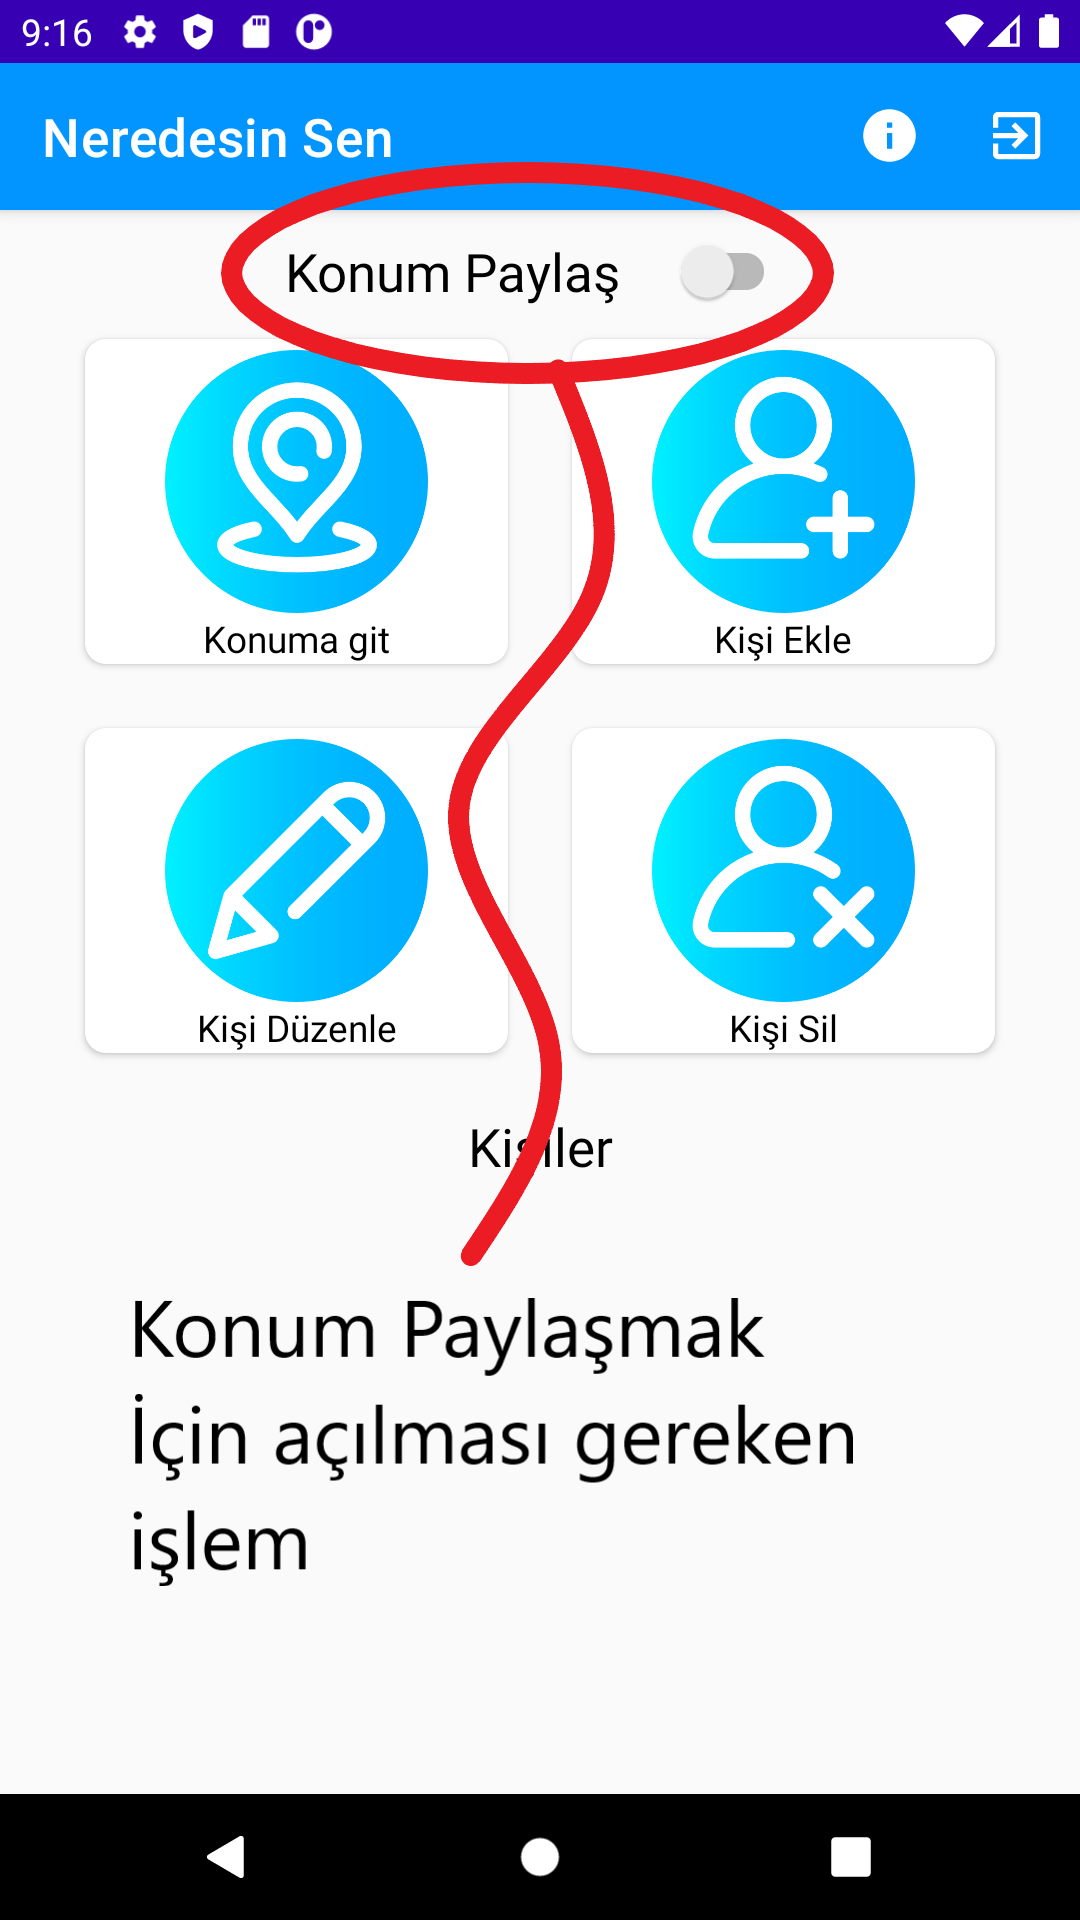 9:16
Neredesin Sen
Konum Paylaş
Konuma git
Kişi Ekle
Kişi Düzenle
Kişi Sil
Kişiler
Konum Paylaşmak
İçin açılması gereken
işlem